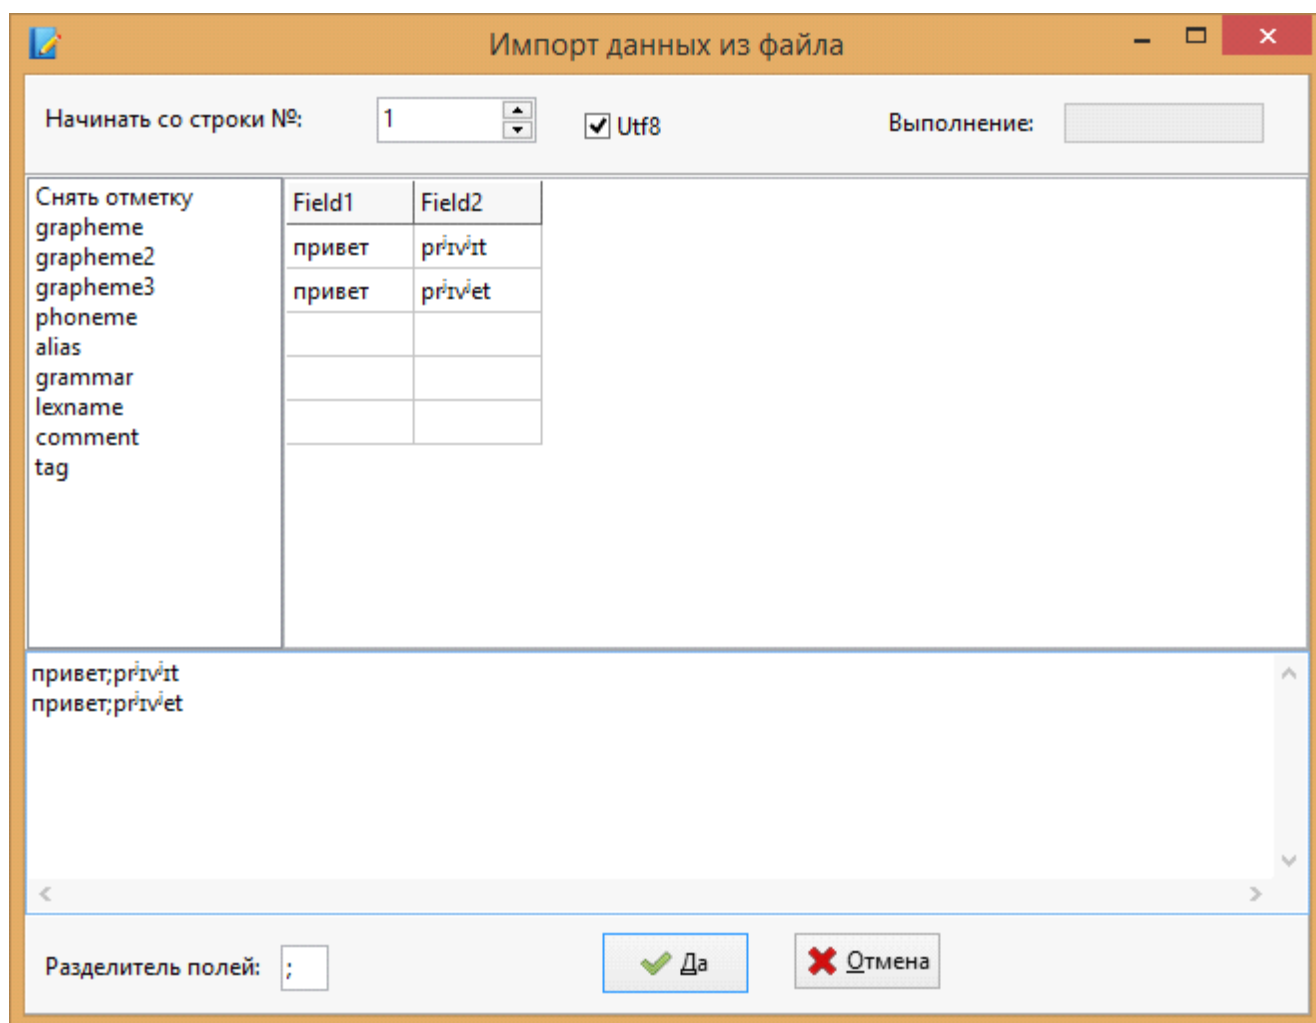 Импорт данных из файла
Начинать со строки №: 1 Utf8 Выполнение:
Снять отметку
grapheme
grapheme2
grapheme3
phoneme
alias
grammar
lexname
comment
tag
Field1 Field2
привет prʲɪvʲɪt
привет prʲɪvʲet
привет;prʲɪvʲɪt
привет;prʲɪvʲet
Разделитель полей: ; Да Отмена